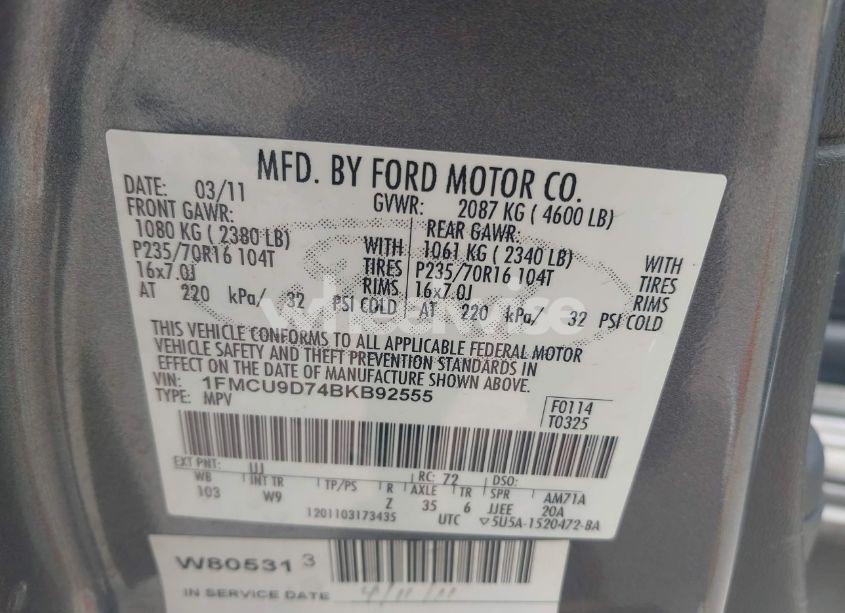 MFD. BY FORD MOTOR CO.
DATE: 03/11 GVWR: 2087 KG ( 4600 LB)
FRONT GAWR: REAR GAWR:
1080 KG ( 2380 LB) WITH 1061 KG ( 2340 LB) WITH
P235/70R16 104T TIRES P235/70R16 104T TIRES
16x7.0J RIMS 16x7.0J RIMS
AT 220 kPa/ 32 PSI COLD AT 220 kPa/ 32 PSI COLD
wheelwise
THIS VEHICLE CONFORMS TO ALL APPLICABLE FEDERAL MOTOR
VEHICLE SAFETY AND THEFT PREVENTION STANDARDS IN
EFFECT ON THE DATE OF MANUFACTURE SHOWN ABOVE.
VIN: 1FMCU9D74BKB92555
TYPE: MPV
F0114
T0325
EXT PNT: UJ RC: 72 DSO:
WB INT TR TP/PS R AXLE TR SPR AM71A
103 W9 Z 35 6 JJEE 20A
1201103173435 UTC ▽5U5A-1520472-BA
W80531 3
IN SERVICE DATE 4/11/11